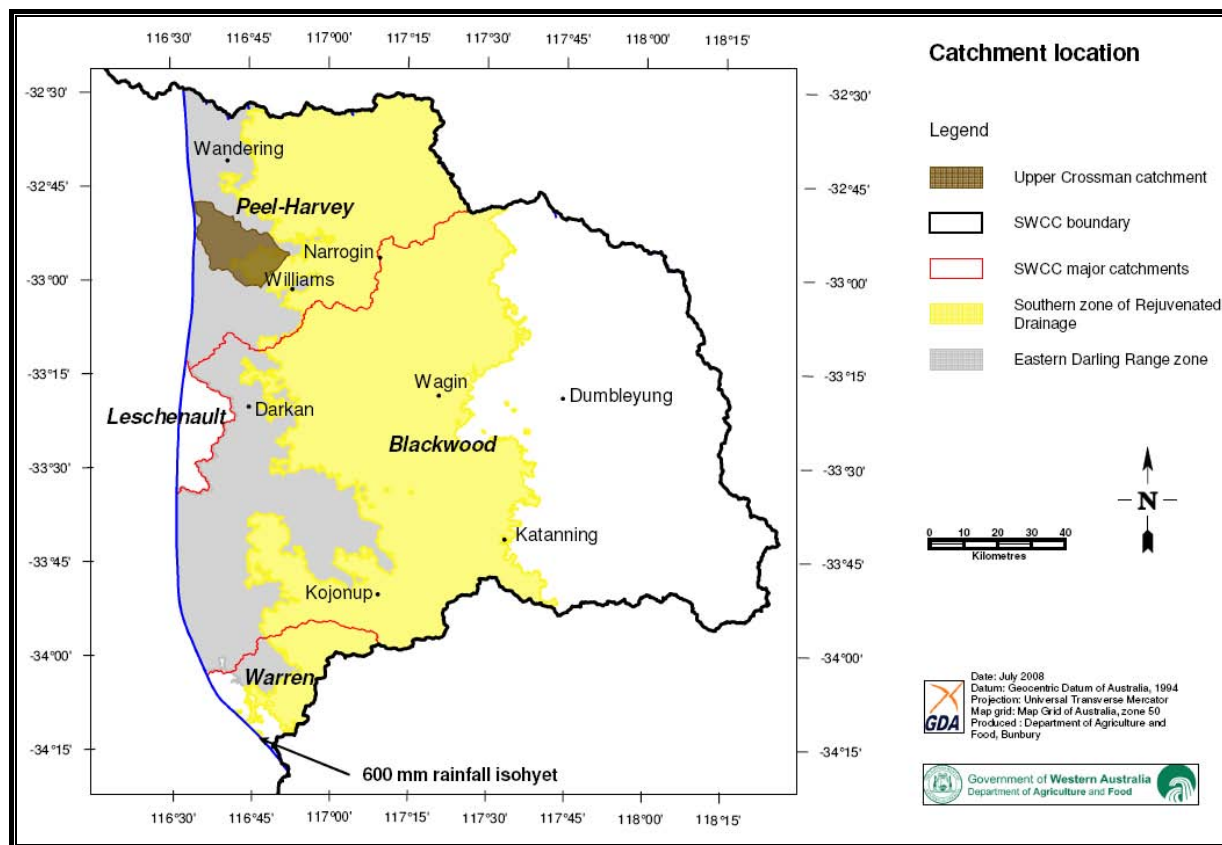 116°30' 116°45' 117°00' 117°15' 117°30' 117°45' 118°00' 118°15'
Catchment location
-32°30' -32°30'
Legend
Wandering
Upper Crossman catchment
-32°45' -32°45'
Peel-Harvey
SWCC boundary
Narrogin
SWCC major catchments
-33°00' -33°00'
Williams
Southern zone of Rejuvenated
Drainage
Eastern Darling Range zone
-33°15' -33°15'
Wagin
Dumbleyung
Darkan
Leschenault
Blackwood
-33°30' -33°30'
N
Katanning
0 10 20 30 40
Kilometres
-33°45' -33°45'
Kojonup
-34°00' -34°00'
Warren
Date: July 2008
Datum: Geocentric Datum of Australia, 1994
Projection: Universal Transverse Mercator
Map grid: Map Grid of Australia, zone 50
Produced : Department of Agriculture and
Food, Bunbury
GDA
-34°15' -34°15'
600 mm rainfall isohyet
Government of Western Australia
Department of Agriculture and Food
116°30' 116°45' 117°00' 117°15' 117°30' 117°45' 118°00' 118°15'